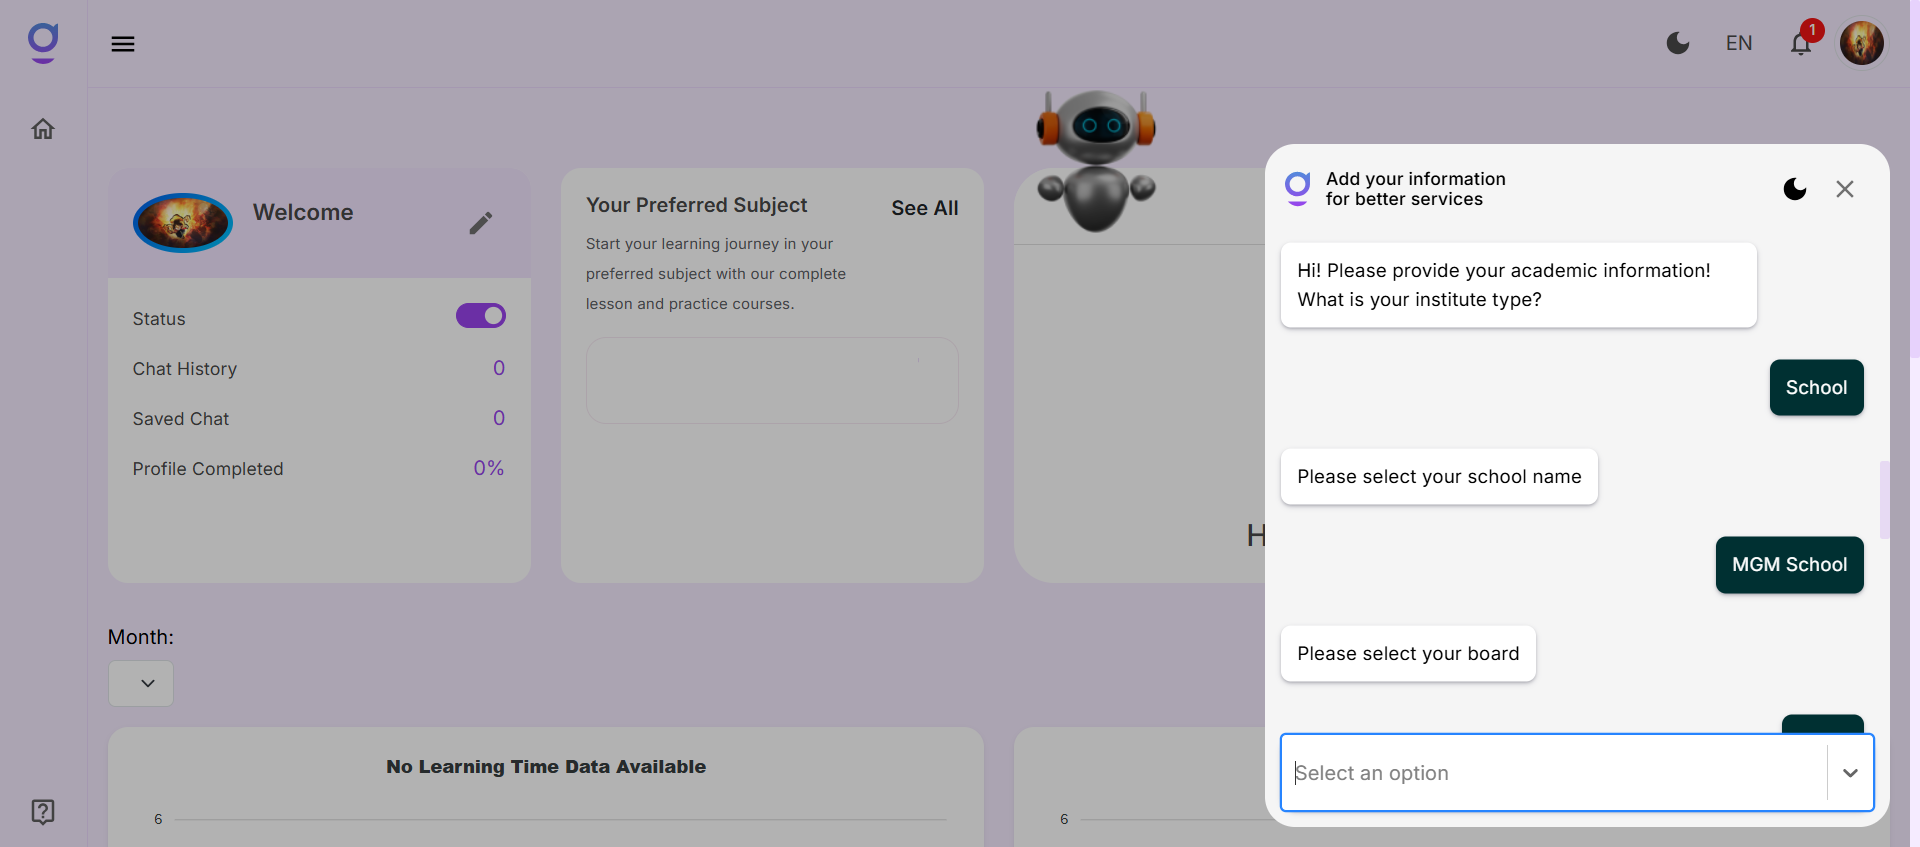 EN
1
Welcome
Status
Chat History 0
Saved Chat 0
Profile Completed 0%
Your Preferred Subject
See All
Start your learning journey in your
preferred subject with our complete
lesson and practice courses.
H
Month:
No Learning Time Data Available
6
6
Add your information
for better services
Hi! Please provide your academic information!
What is your institute type?
School
Please select your school name
MGM School
Please select your board
Select an option